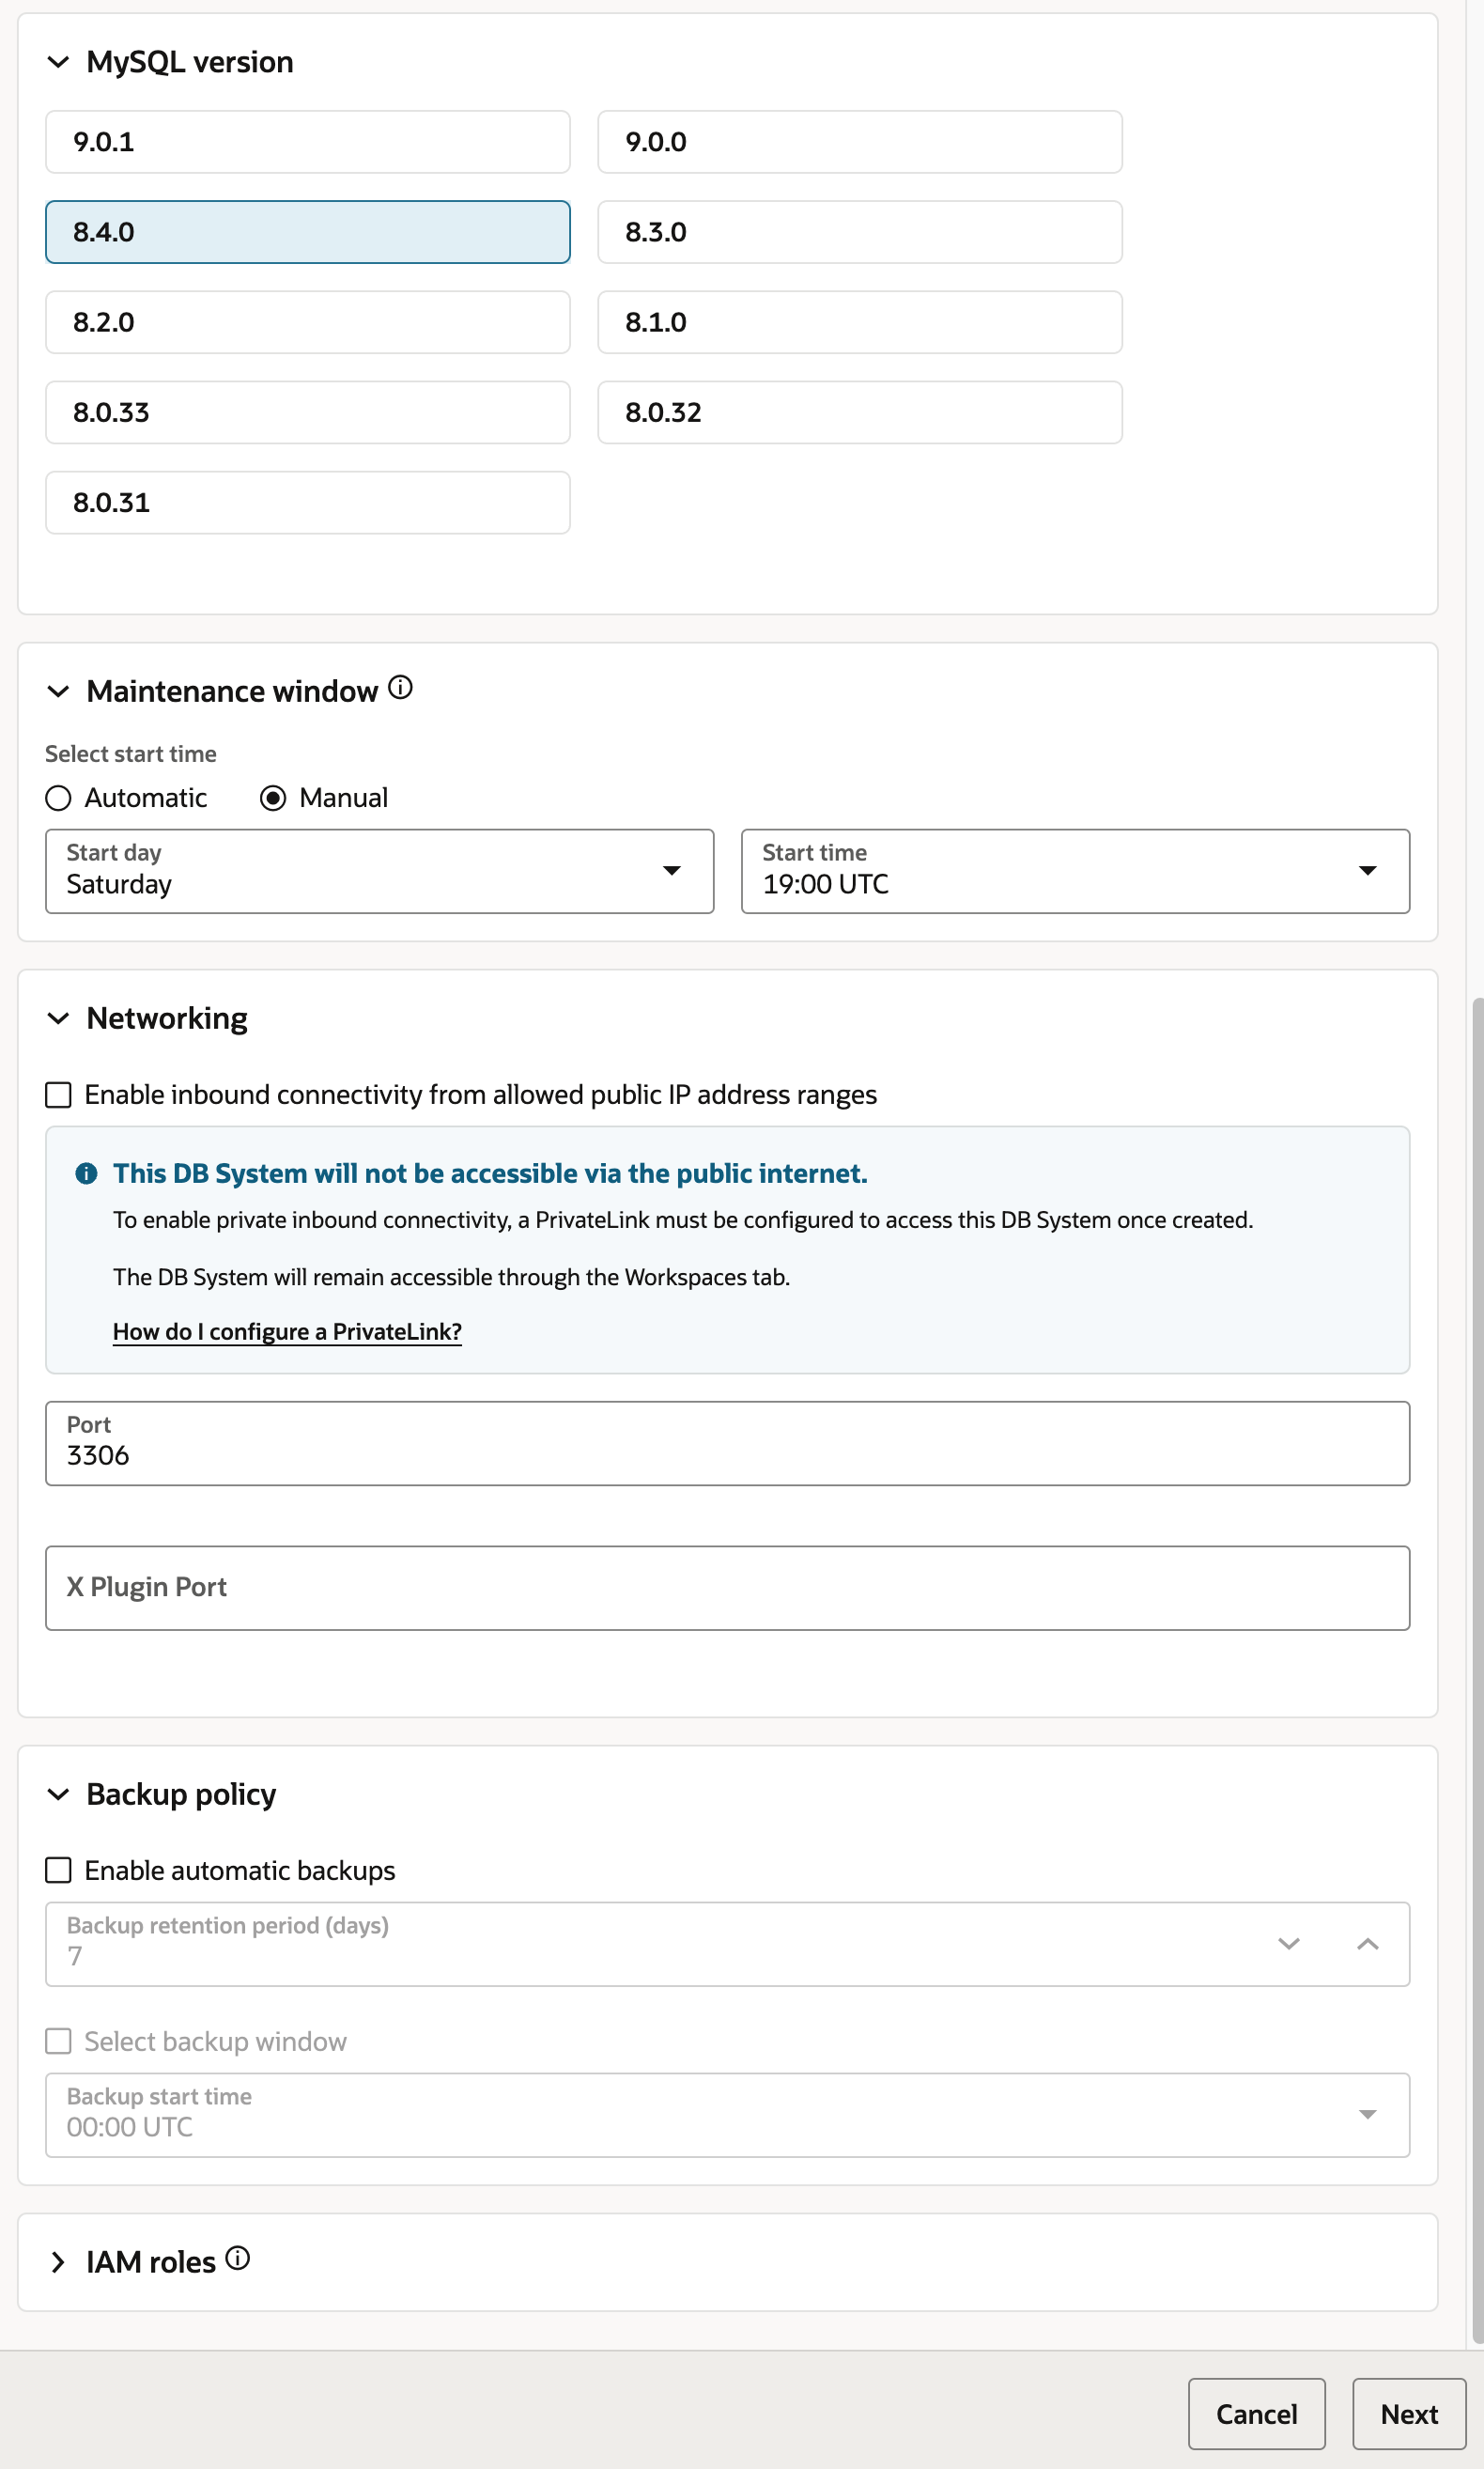 MySQL version
9.0.1
9.0.0
8.4.0
8.3.0
8.2.0
8.1.0
8.0.33
8.0.32
8.0.31
Maintenance window
Select start time
Automatic
Manual
Start day
Saturday
Start time
19:00 UTC
Networking
Enable inbound connectivity from allowed public IP address ranges
This DB System will not be accessible via the public internet.
To enable private inbound connectivity, a PrivateLink must be configured to access this DB System once created.
The DB System will remain accessible through the Workspaces tab.
How do I configure a PrivateLink?
Port
3306
X Plugin Port
Backup policy
Enable automatic backups
Backup retention period (days)
7
Select backup window
Backup start time
00:00 UTC
IAM roles
Cancel
Next